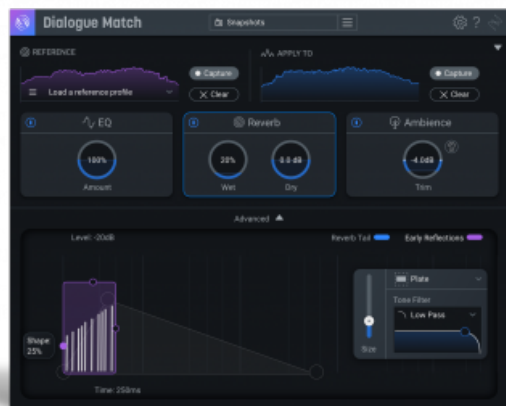 Dialogue Match
Snapshots
?
REFERENCE
APPLY TO
Capture
Capture
Load a reference profile
X Clear
X Clear
EQ
Reverb
Ambience
100%
20%
0.0 dB
-4.0dB
Amount
Wet
Dry
Trim
Advanced
Level: -20dB
Reverb Tail
Early Reflections
Plate
Tone Filter
Low Pass
Shape
25%
Size
Time: 250ms